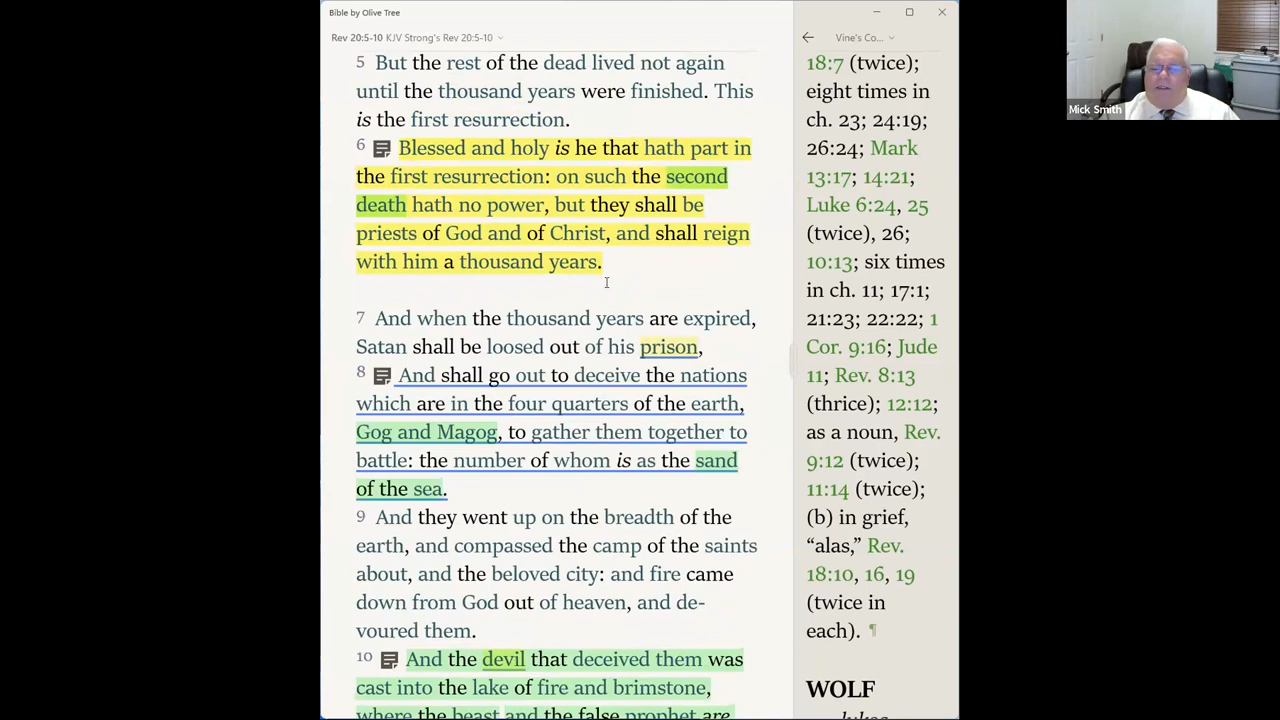 Bible by Olive Tree
Rev 20:5-10 KJV Strong's Rev 20:5-10
5 But the rest of the dead lived not again
until the thousand years were finished. This
is the first resurrection.
6 Blessed and holy is he that hath part in
the first resurrection: on such the second
death hath no power, but they shall be
priests of God and of Christ, and shall reign
with him a thousand years.
7 And when the thousand years are expired,
Satan shall be loosed out of his prison,
8 And shall go out to deceive the nations
which are in the four quarters of the earth,
Gog and Magog, to gather them together to
battle: the number of whom is as the sand
of the sea.
9 And they went up on the breadth of the
earth, and compassed the camp of the saints
about, and the beloved city: and fire came
down from God out of heaven, and de-
voured them.
10 And the devil that deceived them was
cast into the lake of fire and brimstone,
where the beast and the false prophet are
Vine's Co...
18:7 (twice);
eight times in
ch. 23; 24:19;
26:24; Mark
13:17; 14:21;
Luke 6:24, 25
(twice), 26;
10:13; six times
in ch. 11; 17:1;
21:23; 22:22; 1
Cor. 9:16; Jude
11; Rev. 8:13
(thrice); 12:12;
as a noun, Rev.
9:12 (twice);
11:14 (twice);
(b) in grief,
“alas,” Rev.
18:10, 16, 19
(twice in
each). ¶
WOLF
lukos
Mick Smith